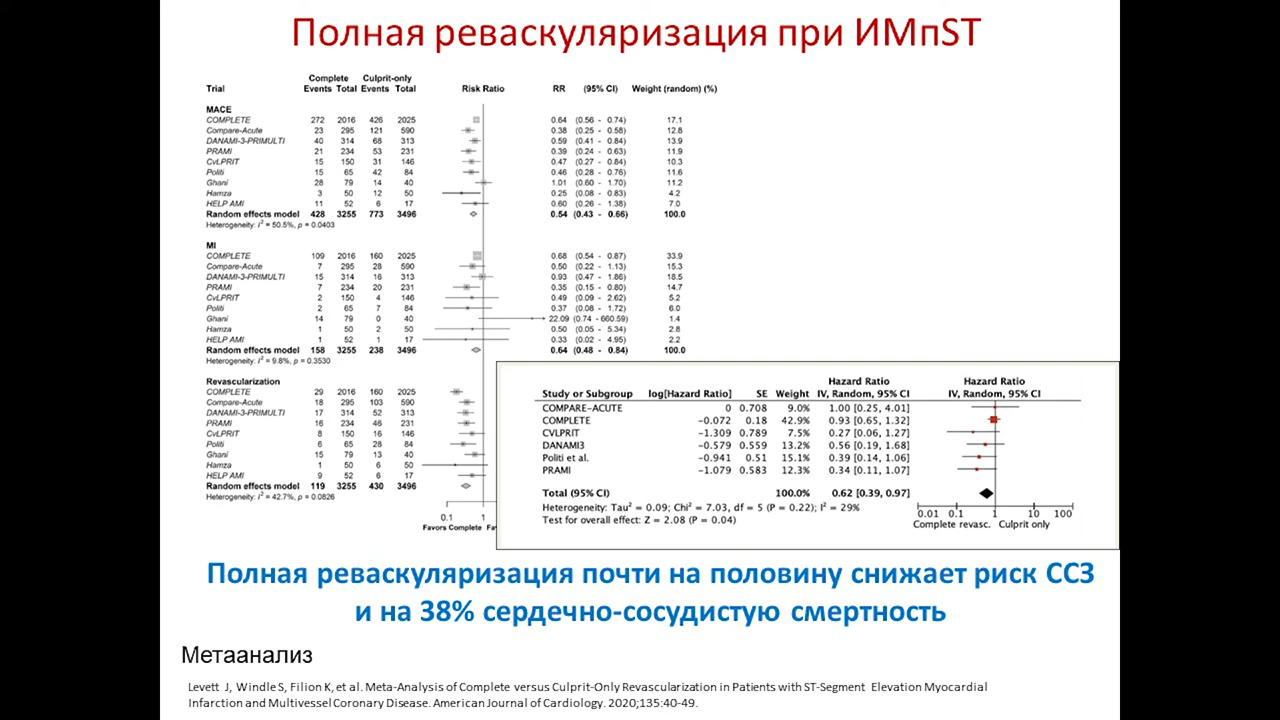 Полная реваскуляризация при ИМпST
Complete Culprit-only
Trial Events Total Events Total Risk Ratio RR (95% CI) Weight (random) (%)
MACE
COMPLETE 272 2016 426 2025 0.64 (0.56 - 0.74) 17.1
Compare-Acute 23 295 121 590 0.38 (0.25 - 0.58) 12.8
DANAMI-3-PRIMULTI 40 314 68 313 0.59 (0.41 - 0.84) 13.9
PRAMI 21 234 53 231 0.39 (0.24 - 0.63) 11.9
CvLPRIT 15 150 31 146 0.47 (0.27 - 0.84) 10.3
Politi 15 65 42 84 0.46 (0.28 - 0.76) 11.6
Ghani 28 79 14 40 1.01 (0.60 - 1.70) 11.2
Hamza 3 50 12 50 0.25 (0.08 - 0.83) 4.2
HELP AMI 11 52 6 17 0.60 (0.26 - 1.38) 7.0
Random effects model 428 3255 773 3496 0.54 (0.43 - 0.66) 100.0
Heterogeneity: I² = 50.5%, p = 0.0403
MI
COMPLETE 109 2016 160 2025 0.68 (0.54 - 0.87) 33.9
Compare-Acute 7 295 28 590 0.50 (0.22 - 1.13) 15.3
DANAMI-3-PRIMULTI 15 314 16 313 0.93 (0.47 - 1.86) 18.5
PRAMI 7 234 20 231 0.35 (0.15 - 0.80) 14.7
CvLPRIT 2 150 4 146 0.49 (0.09 - 2.62) 5.2
Politi 2 65 7 84 0.37 (0.08 - 1.72) 6.0
Ghani 14 79 0 40 22.09 (0.74 - 660.59) 1.4
Hamza 1 50 2 50 0.50 (0.05 - 5.34) 2.8
HELP AMI 1 52 1 17 0.33 (0.02 - 4.95) 2.2
Random effects model 158 3255 238 3496 0.64 (0.48 - 0.84) 100.0
Heterogeneity: I² = 9.8%, p = 0.3530
Revascularization
COMPLETE 29 2016 160 2025
Compare-Acute 18 295 103 590
DANAMI-3-PRIMULTI 17 314 52 313
PRAMI 16 234 46 231
CvLPRIT 8 150 16 146
Politi 6 65 28 84
Ghani 15 79 13 40
Hamza 1 50 6 50
HELP AMI 9 52 6 17
Random effects model 119 3255 430 3496
Heterogeneity: I² = 42.7%, p = 0.0826
0.1 1
Favors Complete
Hazard Ratio Hazard Ratio
Study or Subgroup log[Hazard Ratio] SE Weight IV, Random, 95% CI IV, Random, 95% CI
COMPARE-ACUTE 0 0.708 9.0% 1.00 [0.25, 4.01]
COMPLETE -0.072 0.18 42.9% 0.93 [0.65, 1.32]
CVLPRIT -1.309 0.789 7.5% 0.27 [0.06, 1.27]
DANAMI3 -0.579 0.559 13.2% 0.56 [0.19, 1.68]
Politi et al. -0.941 0.51 15.1% 0.39 [0.14, 1.06]
PRAMI -1.079 0.583 12.3% 0.34 [0.11, 1.07]
Total (95% CI) 100.0% 0.62 [0.39, 0.97]
Heterogeneity: Tau² = 0.09; Chi² = 7.03, df = 5 (P = 0.22); I² = 29%
Test for overall effect: Z = 2.08 (P = 0.04)
0.01 0.1 1 10 100
Complete revasc. Culprit only
Полная реваскуляризация почти на половину снижает риск ССЗ
и на 38% сердечно-сосудистую смертность
Метаанализ
Levett J, Windle S, Filion K, et al. Meta-Analysis of Complete versus Culprit-Only Revascularization in Patients with ST-Segment Elevation Myocardial
Infarction and Multivessel Coronary Disease. American Journal of Cardiology. 2020;135:40-49.